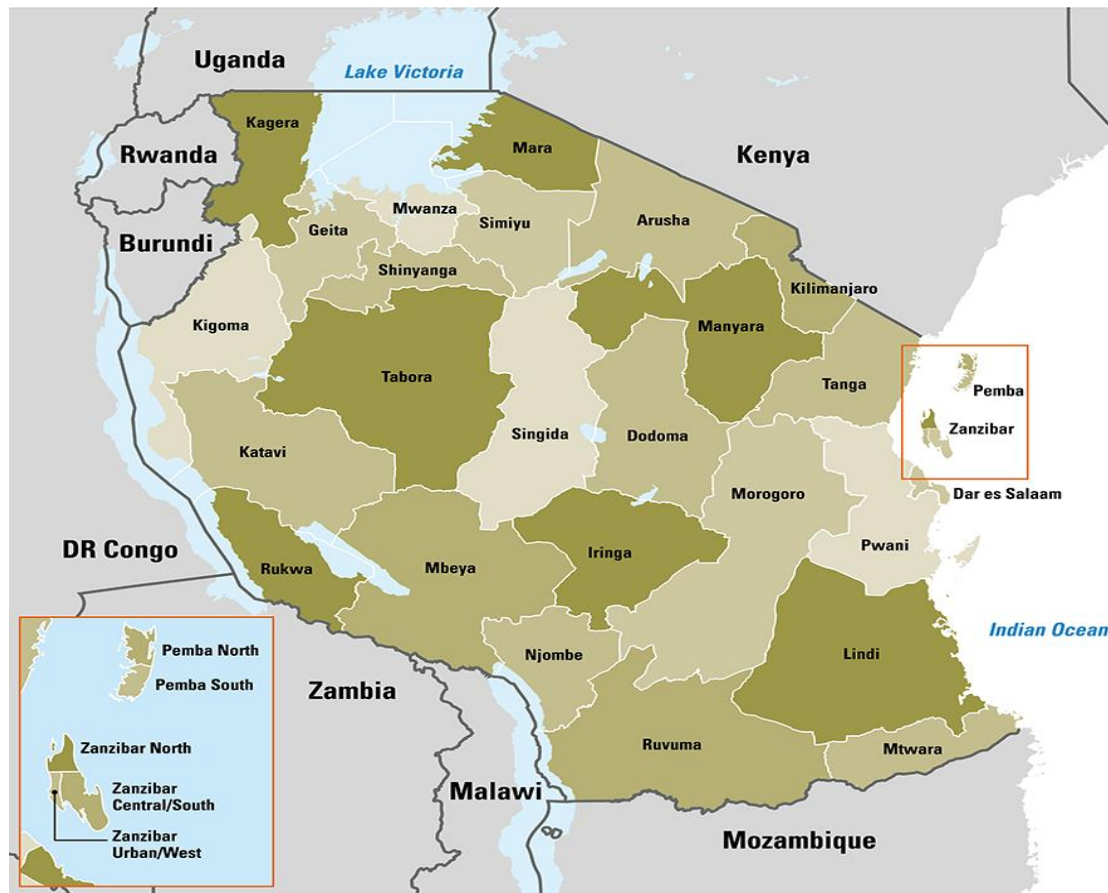 Uganda
Lake Victoria
Kagera
Mara
Rwanda
Kenya
Mwanza
Simiyu
Arusha
Geita
Burundi
Shinyanga
Kilimanjaro
Kigoma
Manyara
Tabora
Tanga
Pemba
Singida
Dodoma
Zanzibar
Katavi
Morogoro
Dar es Salaam
DR Congo
Pwani
Iringa
Rukwa
Mbeya
Indian Ocean
Njombe
Lindi
Zambia
Ruvuma
Mtwara
Malawi
Mozambique
Pemba North
Pemba South
Zanzibar North
Zanzibar
Central/South
Zanzibar
Urban/West